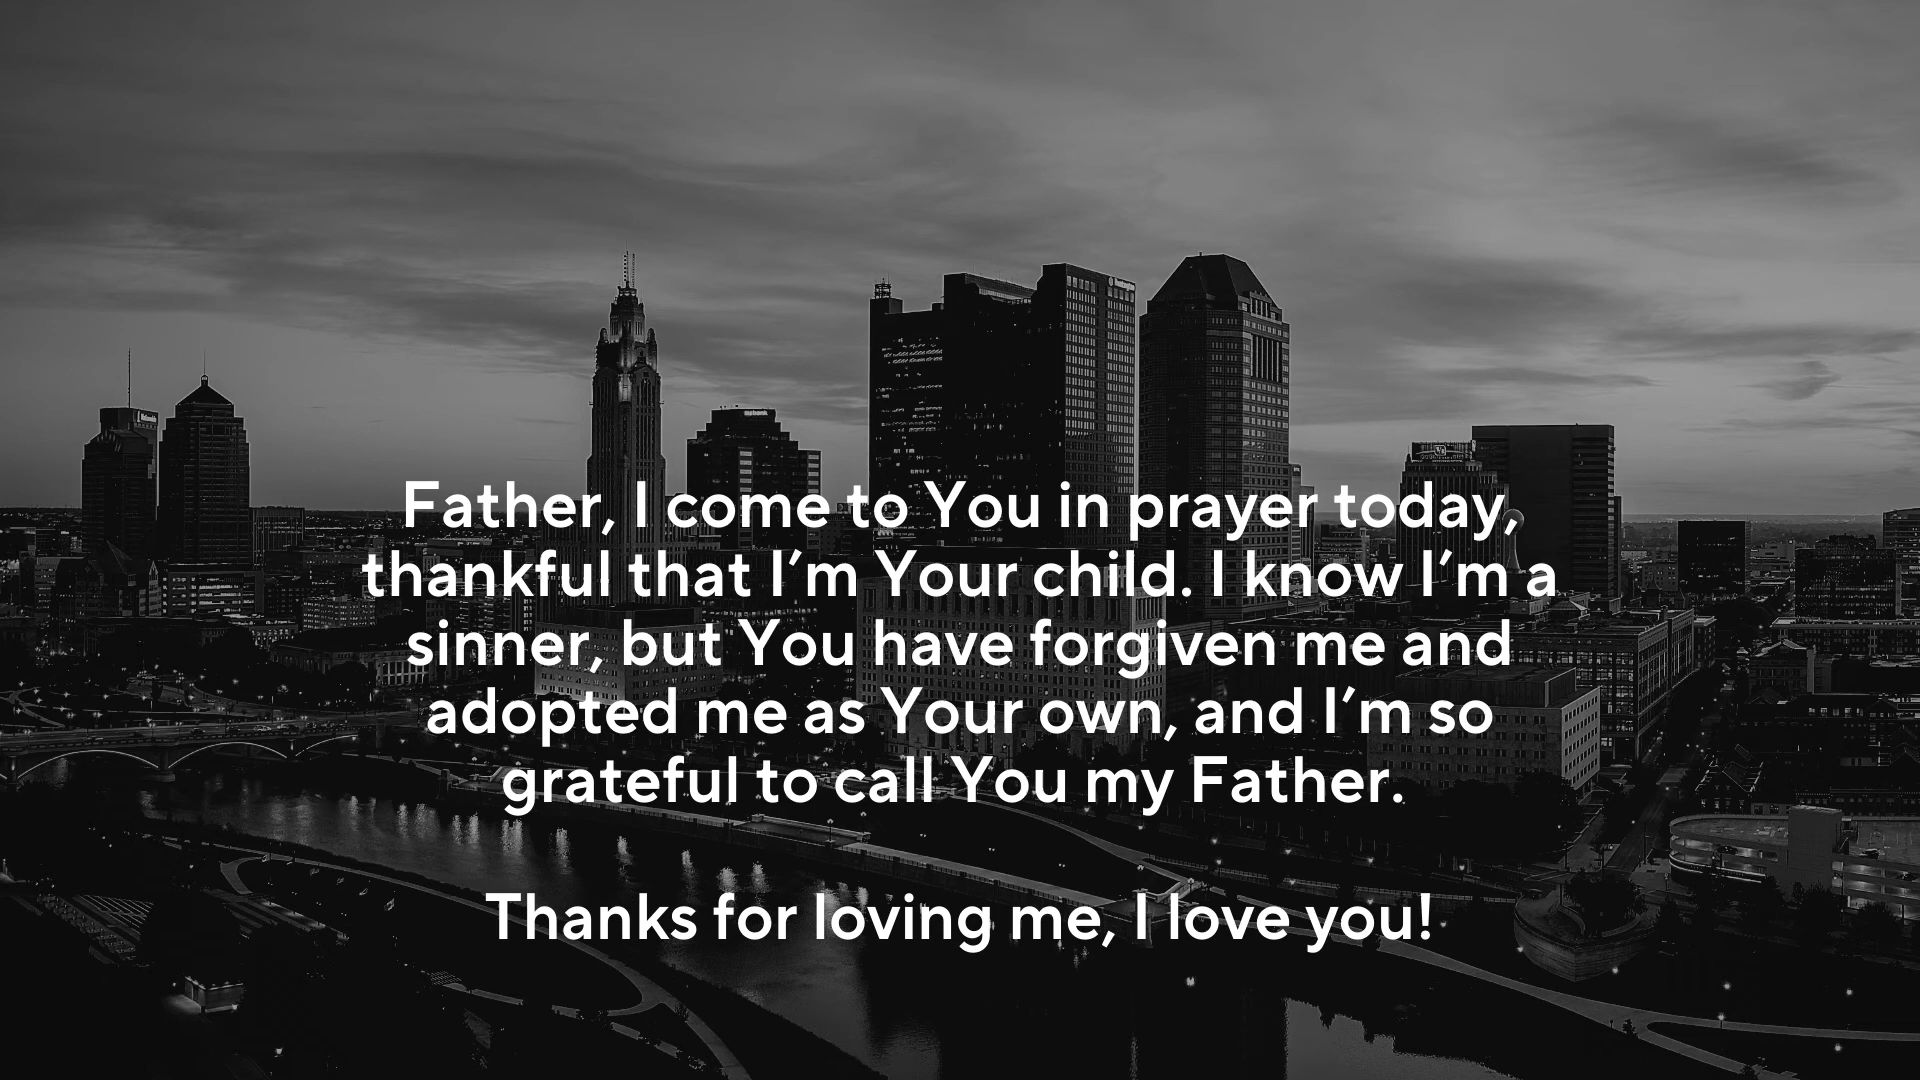 Father, I come to You in prayer today,
thankful that I’m Your child. I know I’m a
sinner, but You have forgiven me and
adopted me as Your own, and I’m so
grateful to call You my Father.
Thanks for loving me, I love you!